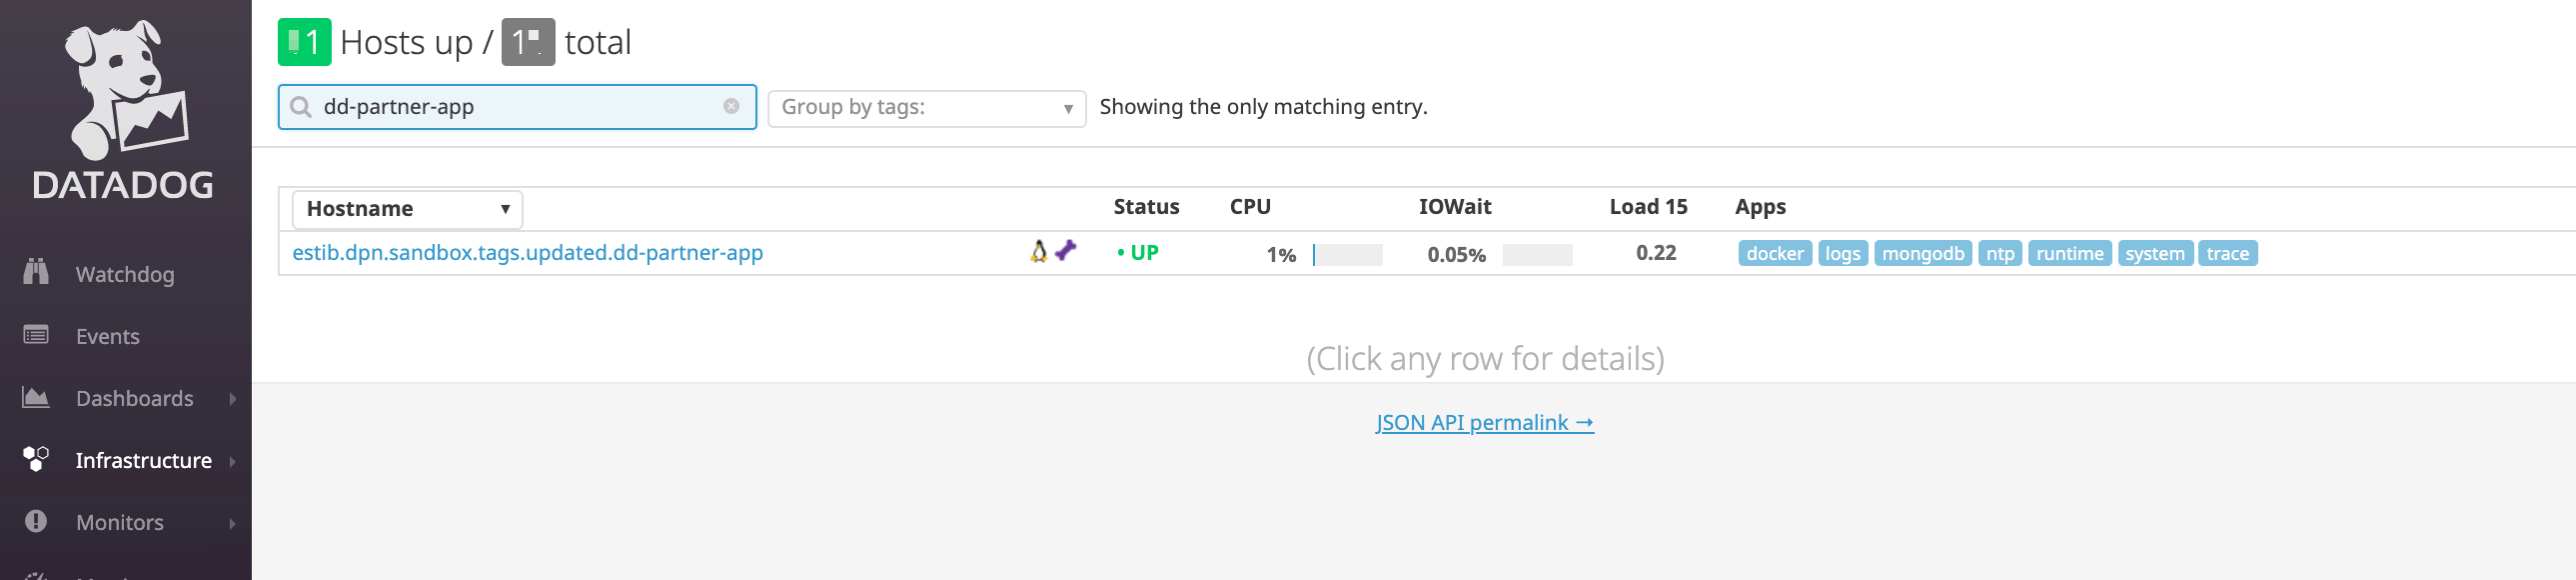 Hosts up / total
dd-partner-app
Group by tags:
Showing the only matching entry.
DATADOG
Watchdog
Events
Dashboards
Infrastructure
Monitors
Hostname Status CPU IOWait Load 15 Apps
estib.dpn.sandbox.tags.updated.dd-partner-app • UP 1% 0.05% 0.22 docker logs mongodb ntp runtime system trace
(Click any row for details)
JSON API permalink →